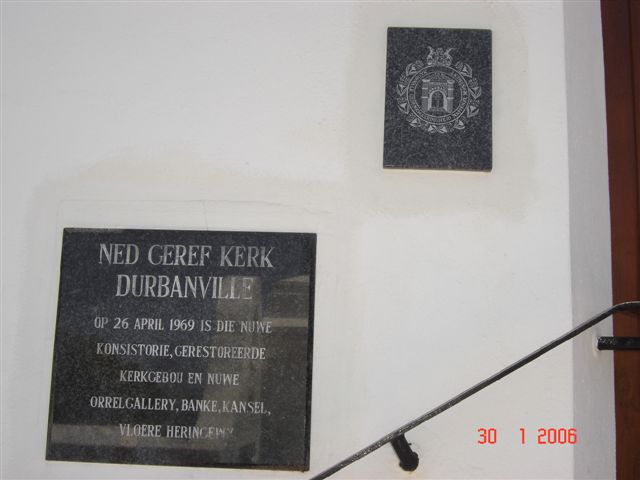 NED GEREF KERK
DURBANVILLE
OP 26 APRIL 1969 IS DIE NUWE
KONSISTORIE, GERESTOREERDE
KERKGEBOU EN NUWE
ORRELGALLERY, BANKE, KANSEL,
VLOERE HERINGEWY
30 1 2006